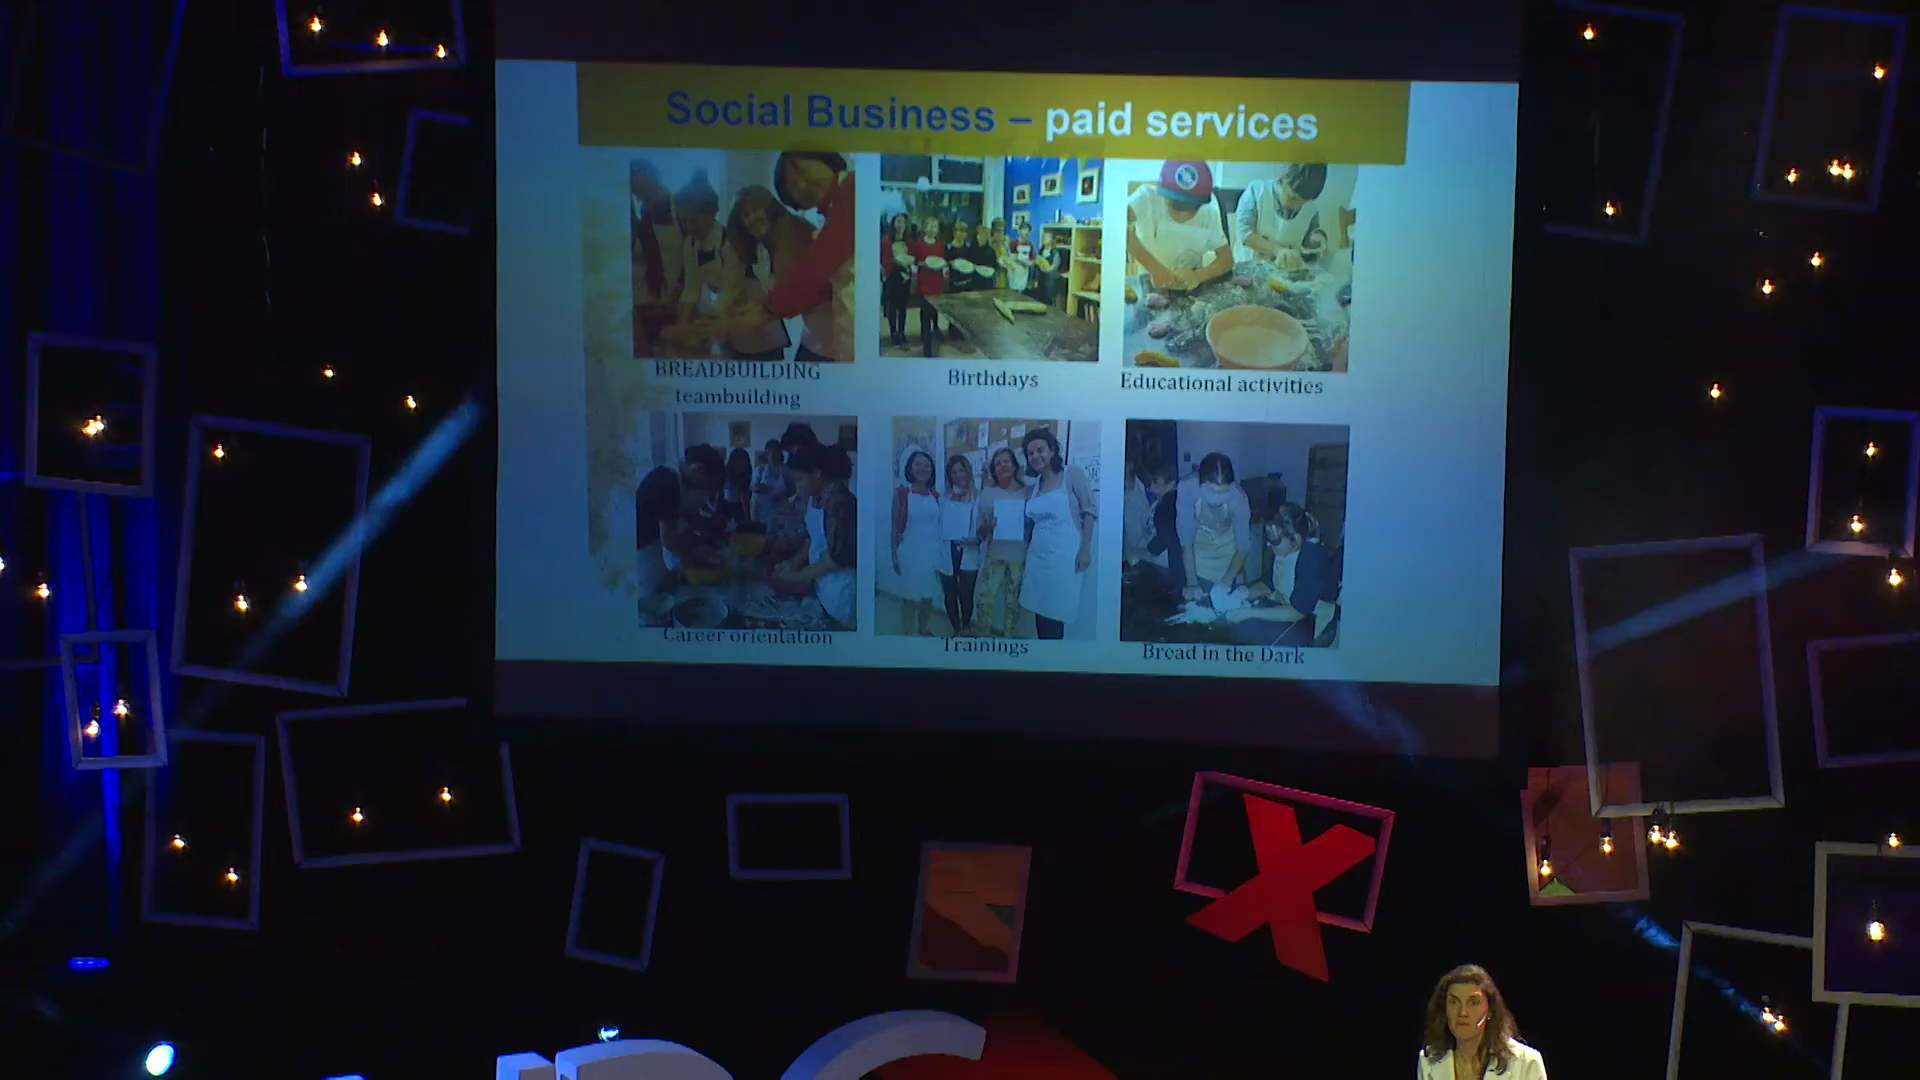 Social Business – paid services
BREADBUILDING
teambuilding
Birthdays
Educational activities
Career orientation
Trainings
Bread in the Dark
X